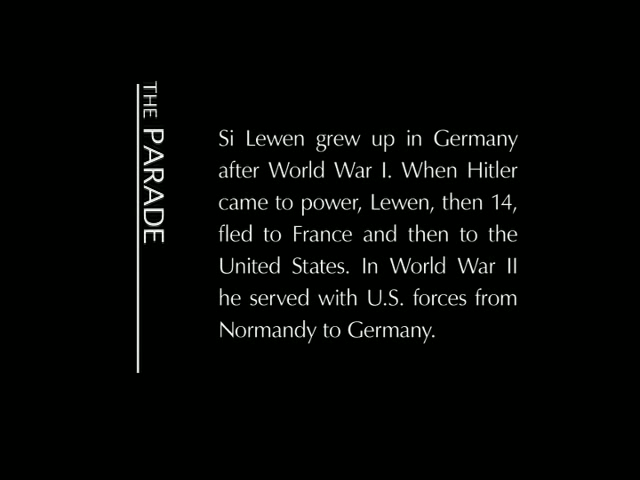 THE PARADE
Si Lewen grew up in Germany
after World War I. When Hitler
came to power, Lewen, then 14,
fled to France and then to the
United States. In World War II
he served with U.S. forces from
Normandy to Germany.